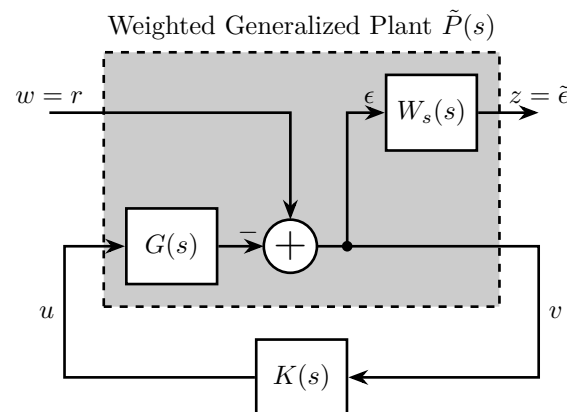 Weighted Generalized Plant P̃(s)
w = r
ϵ
W_s(s)
z = ϵ̃
G(s)
−
+
u
v
K(s)